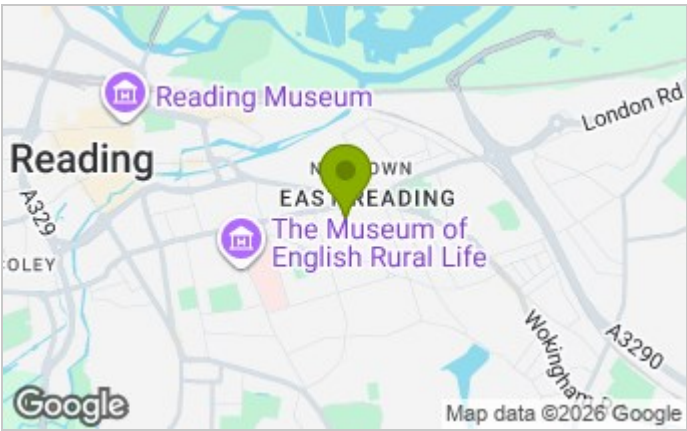 Reading Museum
London Rd
Reading
EAST READING
A329
The Museum of
English Rural Life
OLEY
A3290
Wokingham
Google
Map data ©2026 Google